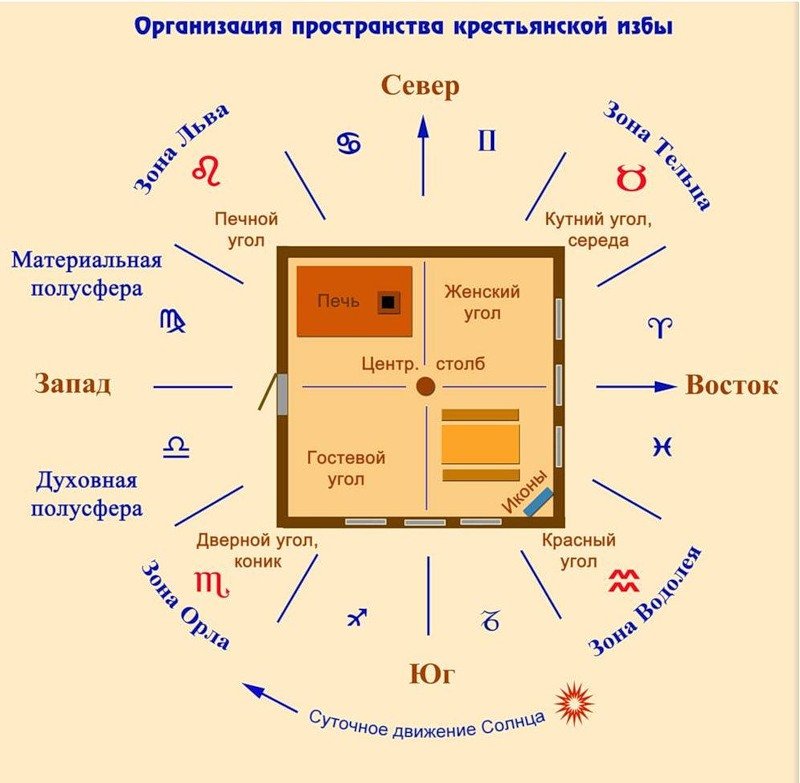 Организация пространства крестьянской избы
Север
Зона Льва
Зона Тельца
Печной
угол
Кутний угол,
середа
Материальная
полусфера
Печь
Женский
угол
Центр. столб
Запад
Восток
Духовная
полусфера
Гостевой
угол
Иконы
Дверной угол,
коник
Красный
угол
Зона Орла
Зона Водолея
Юг
Суточное движение Солнца